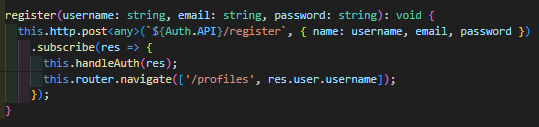 register(username: string, email: string, password: string): void {
this.http.post<any>(`${Auth.API}/register`, { name: username, email, password })
.subscribe(res => {
this.handleAuth(res);
this.router.navigate(['/profiles', res.user.username]);
});
}